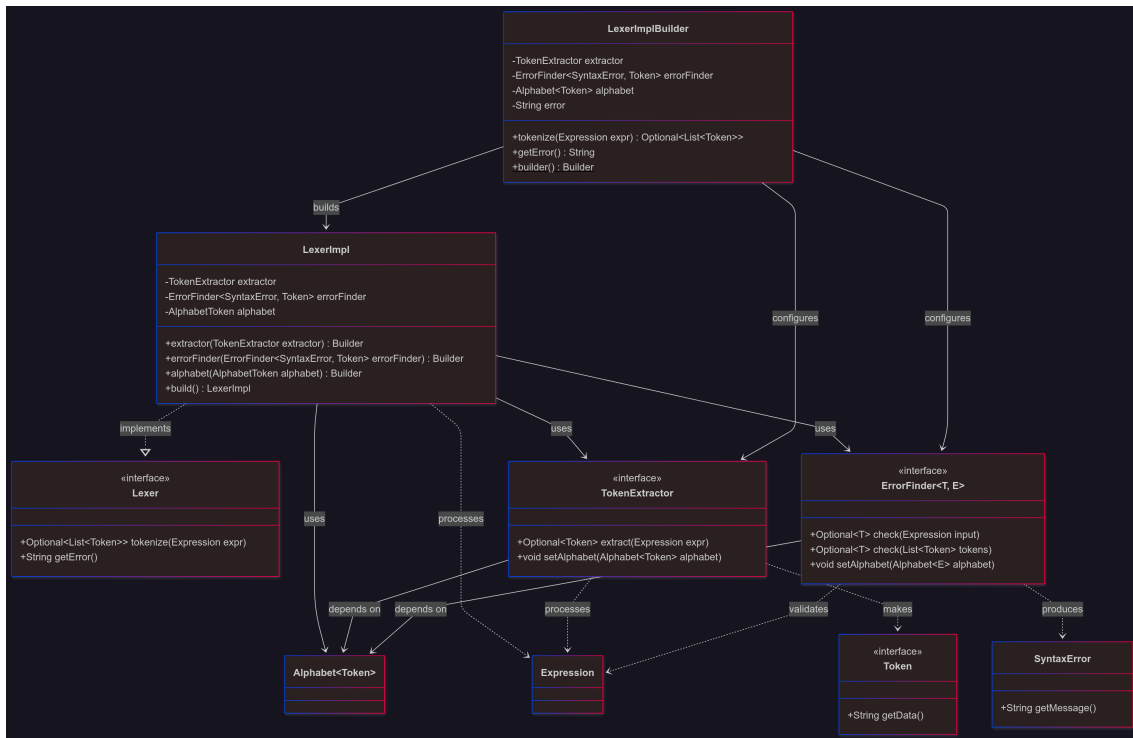 LexerImplBuilder
-TokenExtractor extractor
-ErrorFinder<SyntaxError, Token> errorFinder
-Alphabet<Token> alphabet
-String error
+tokenize(Expression expr) : Optional<List<Token>>
+getError() : String
+builder() : Builder
builds
LexerImpl
-TokenExtractor extractor
-ErrorFinder<SyntaxError, Token> errorFinder
-AlphabetToken alphabet
+extractor(TokenExtractor extractor) : Builder
+errorFinder(ErrorFinder<SyntaxError, Token> errorFinder) : Builder
+alphabet(AlphabetToken alphabet) : Builder
+build() : LexerImpl
configures
configures
implements
uses
uses
«interface»
Lexer
+Optional<List<Token>> tokenize(Expression expr)
+String getError()
uses
processes
«interface»
TokenExtractor
+Optional<Token> extract(Expression expr)
+void setAlphabet(Alphabet<Token> alphabet)
«interface»
ErrorFinder<T, E>
+Optional<T> check(Expression input)
+Optional<T> check(List<Token> tokens)
+void setAlphabet(Alphabet<E> alphabet)
depends on
depends on
processes
validates
makes
produces
Alphabet<Token>
Expression
«interface»
Token
+String getData()
SyntaxError
+String getMessage()